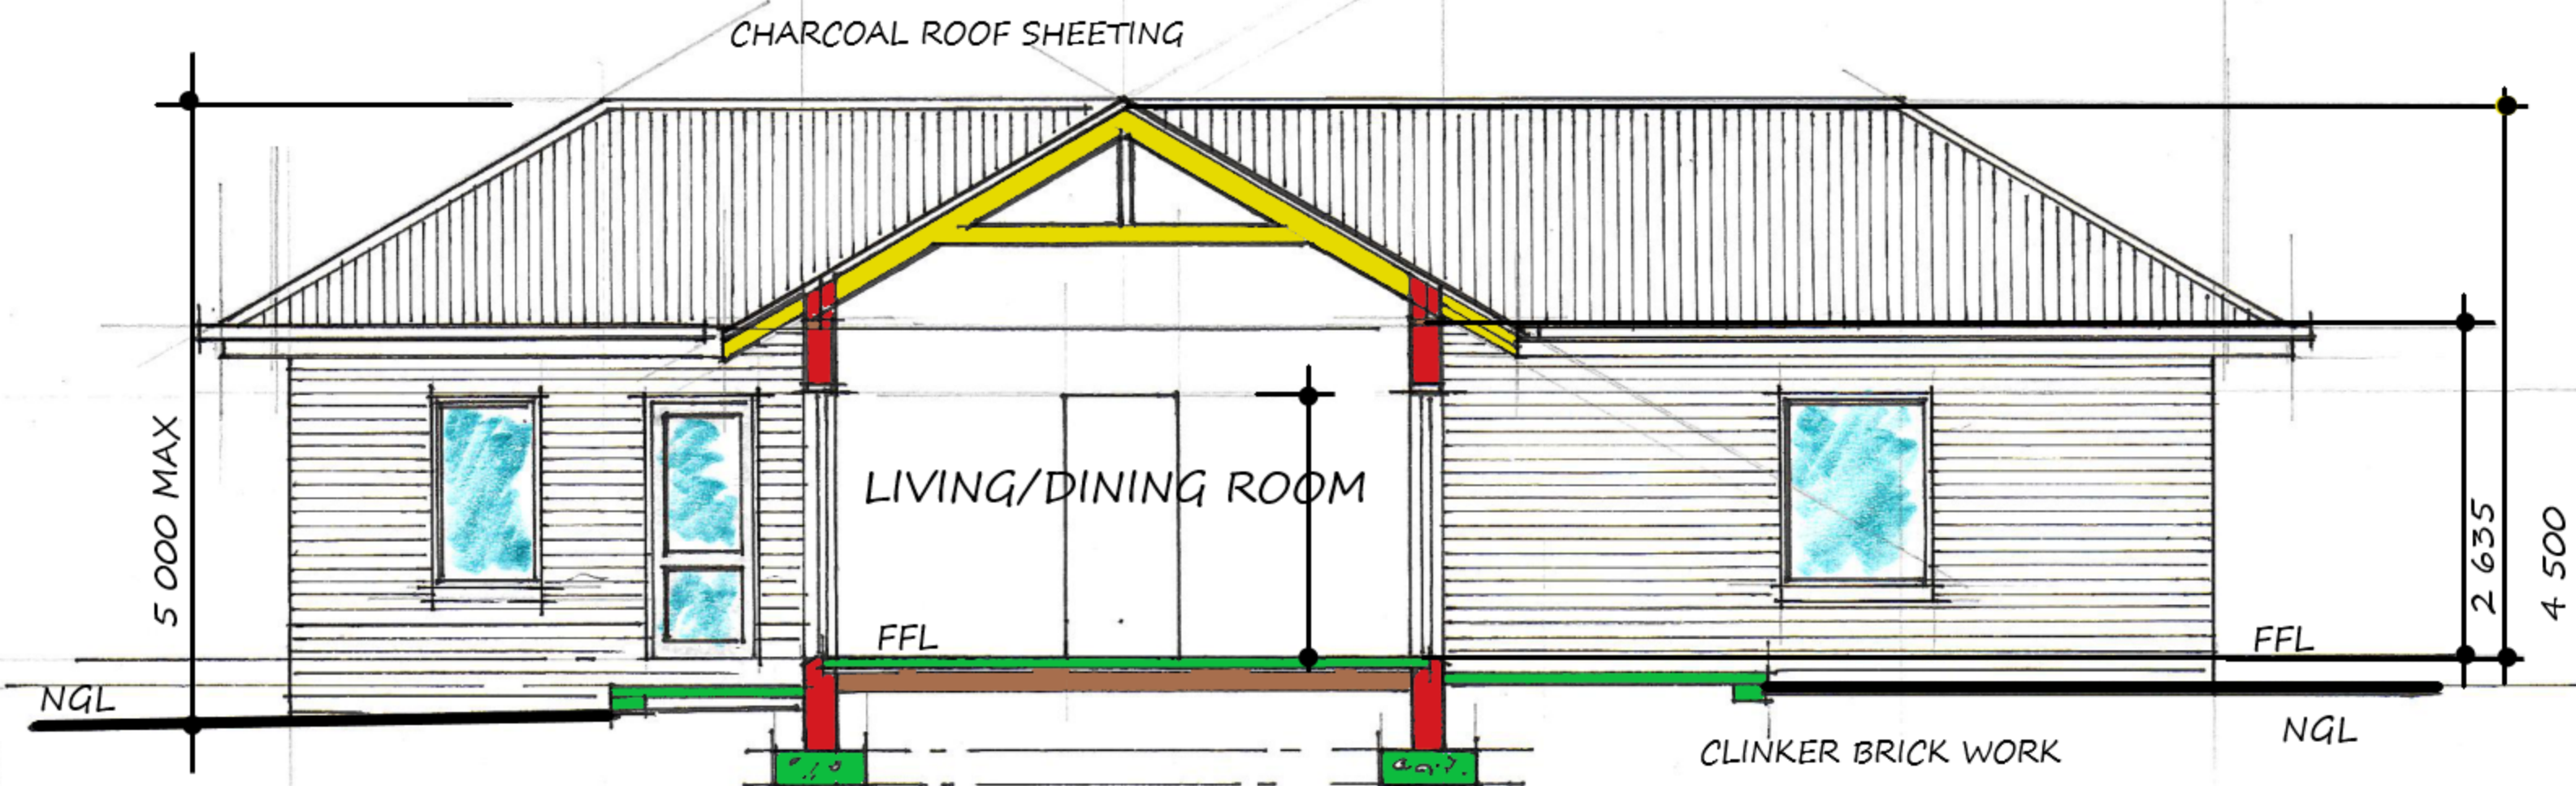 CHARCOAL ROOF SHEETING
5 000 MAX
LIVING/DINING ROOM
2 635
4 500
FFL
FFL
NGL
NGL
CLINKER BRICK WORK